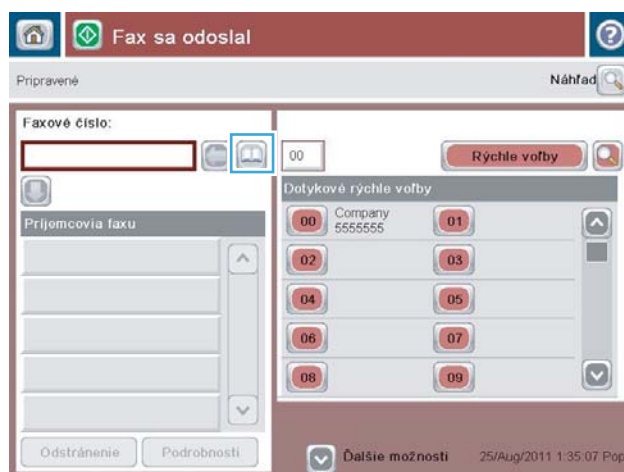 Fax sa odoslal
Pripravené
Náhľad
Faxové číslo:
00
Rýchle voľby
Dotykové rýchle voľby
00 Company 5555555
01
02
03
04
05
06
07
08
09
Príjemcovia faxu
Odstránenie
Podrobnosti
Ďalšie možnosti
25/Aug/2011 1:35:07 Pop